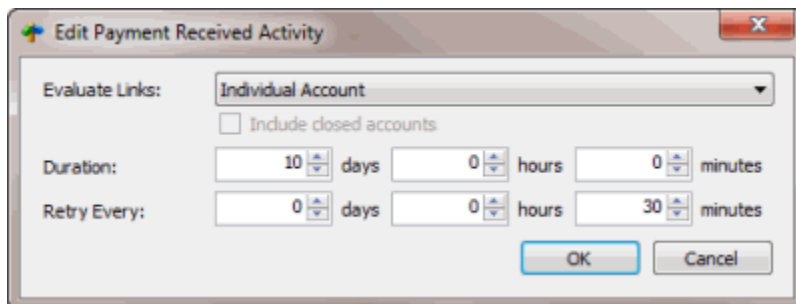 Edit Payment Received Activity
Evaluate Links: Individual Account
Include closed accounts
Duration: 10 days 0 hours 0 minutes
Retry Every: 0 days 0 hours 30 minutes
OK Cancel